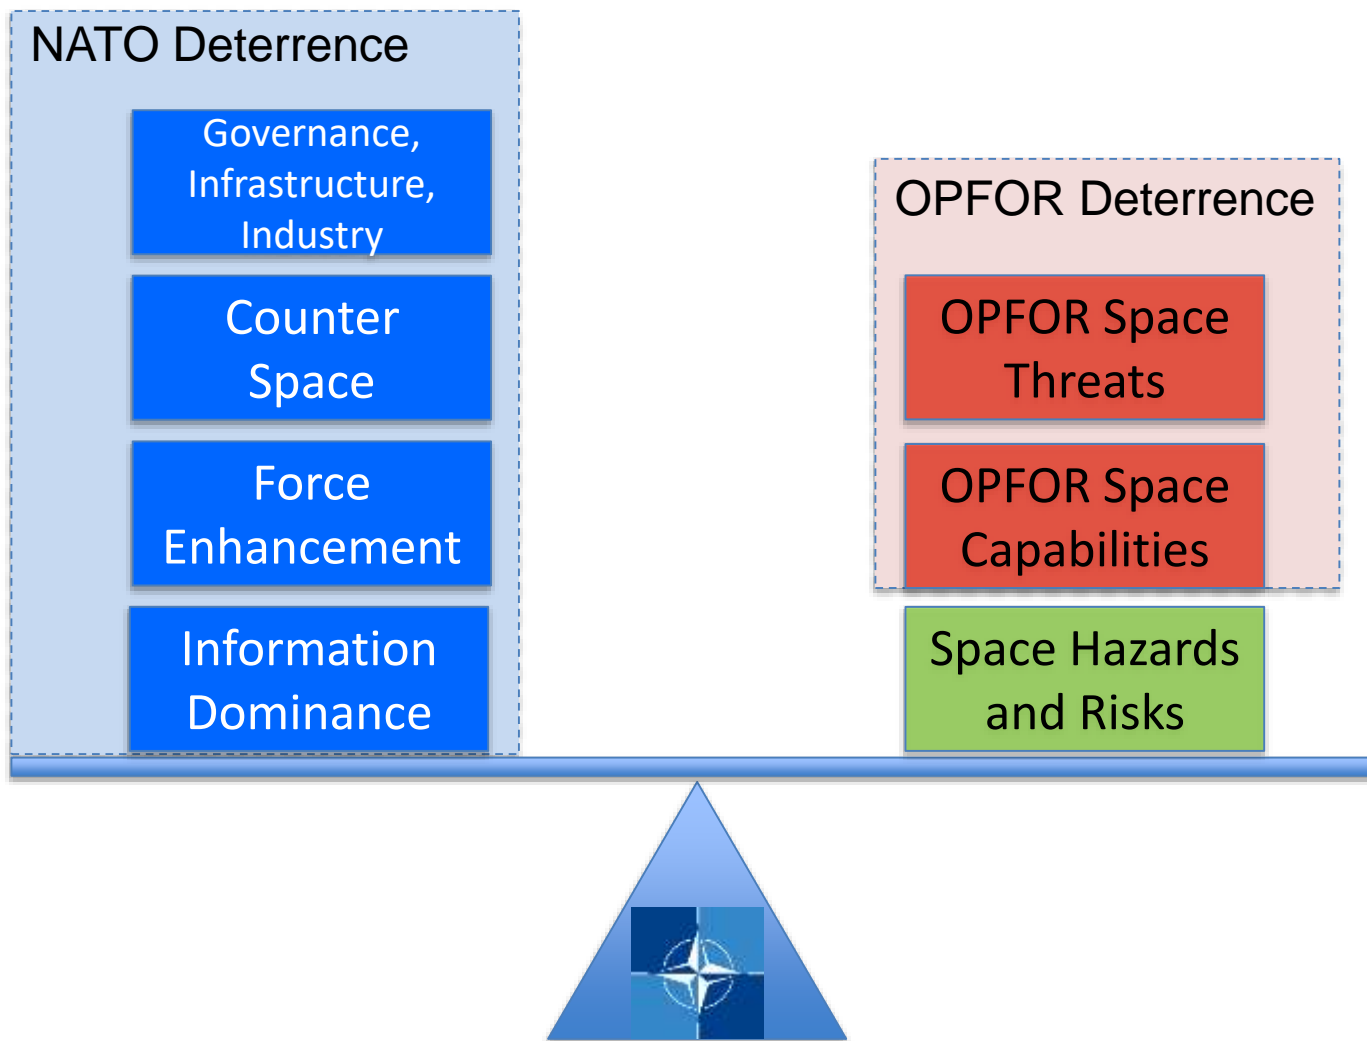 NATO Deterrence
Governance,
Infrastructure,
Industry
Counter
Space
Force
Enhancement
Information
Dominance
OPFOR Deterrence
OPFOR Space
Threats
OPFOR Space
Capabilities
Space Hazards
and Risks